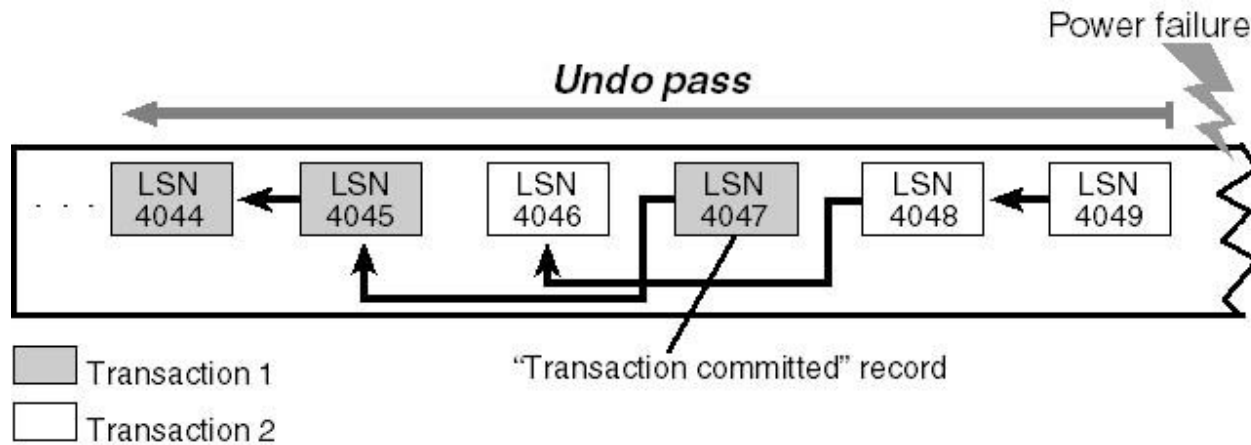 Power failure
Undo pass
. . .
LSN
4044
LSN
4045
LSN
4046
LSN
4047
LSN
4048
LSN
4049
“Transaction committed” record
Transaction 1
Transaction 2